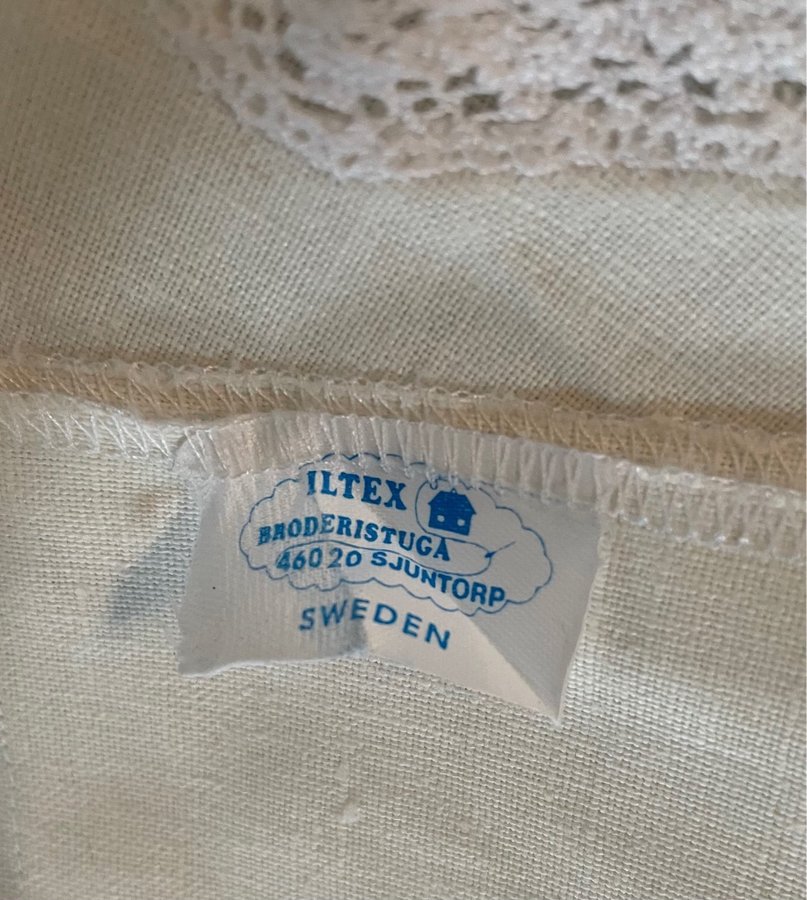 ILTEX
BRODERISTUGA
460 20 SJUNTORP
SWEDEN